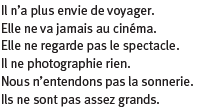 Il n'a plus envie de voyager.
Elle ne va jamais au cinéma.
Elle ne regarde pas le spectacle.
Il ne photographie rien.
Nous n'entendons pas la sonnerie.
Ils ne sont pas assez grands.